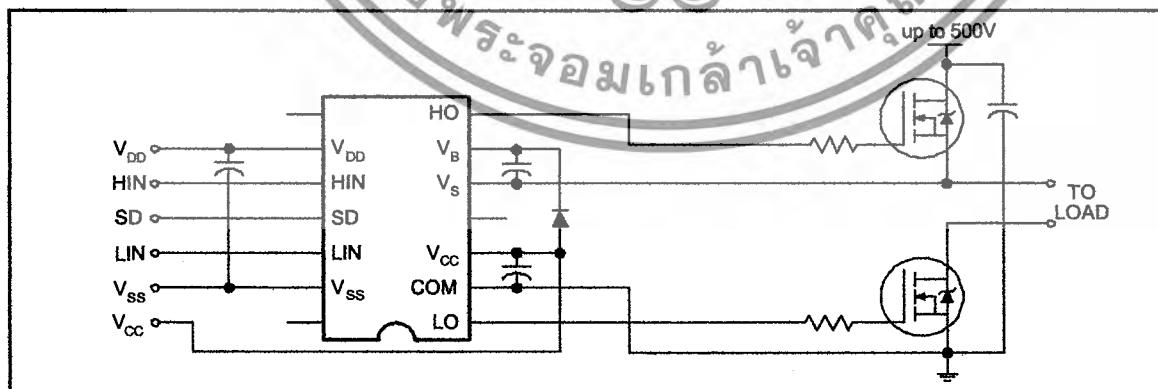 พระจอมเกล้าเจ้าคุณ
up to 500V
HO
V_DD V_DD V_B
HIN HIN V_S
SD SD
TO
LOAD
LIN LIN V_CC
V_SS V_SS COM
V_CC LO